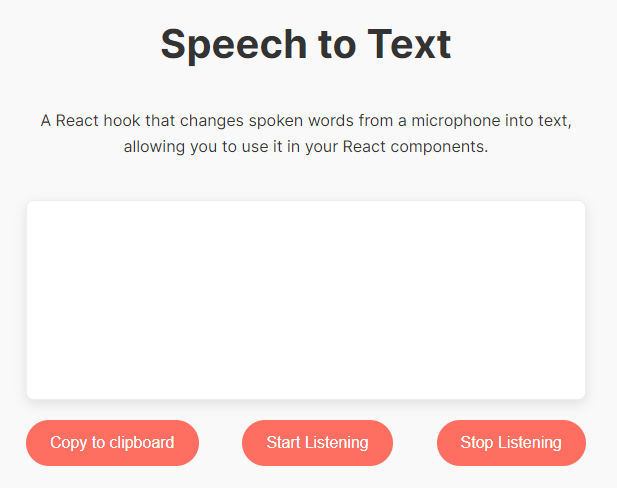 Speech to Text
A React hook that changes spoken words from a microphone into text,
allowing you to use it in your React components.
Copy to clipboard
Start Listening
Stop Listening